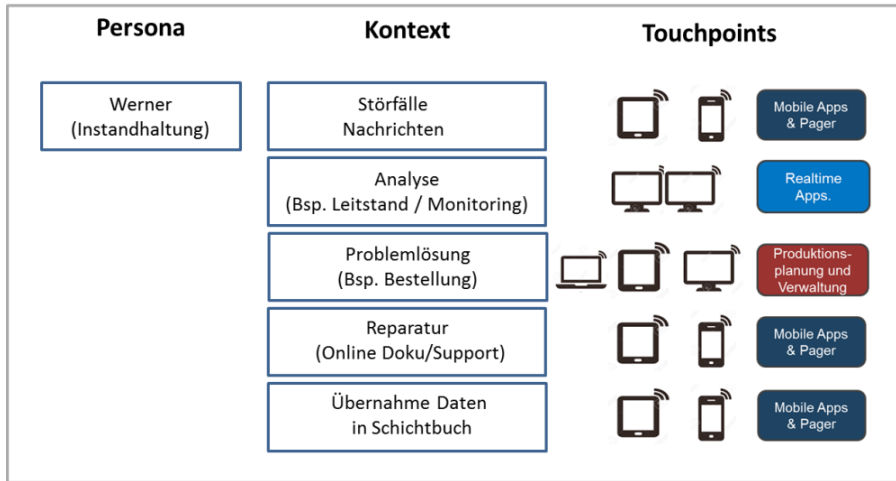 Persona
Kontext
Touchpoints
Werner
(Instandhaltung)
Störfälle
Nachrichten
Mobile Apps
& Pager
Analyse
(Bsp. Leitstand / Monitoring)
Realtime
Apps.
Problemlösung
(Bsp. Bestellung)
Produktions-
planung und
Verwaltung
Reparatur
(Online Doku/Support)
Mobile Apps
& Pager
Übernahme Daten
in Schichtbuch
Mobile Apps
& Pager